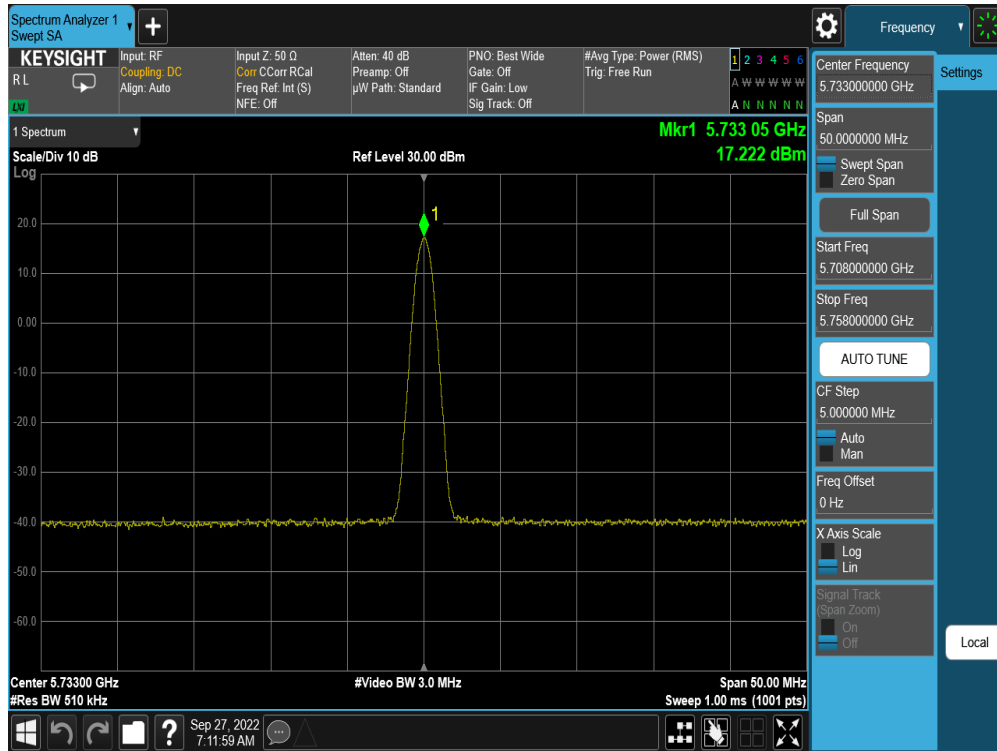 Spectrum Analyzer 1
Swept SA
+
Frequency
KEYSIGHT
R L
LXI
Input: RF
Coupling: DC
Align: Auto
Input Z: 50 Ω
Corr CCorr RCal
Freq Ref: Int (S)
NFE: Off
Atten: 40 dB
Preamp: Off
µW Path: Standard
PNO: Best Wide
Gate: Off
IF Gain: Low
Sig Track: Off
#Avg Type: Power (RMS)
Trig: Free Run
1 2 3 4 5 6
A W W W W W
A N N N N N
1 Spectrum
Scale/Div 10 dB
Log
Ref Level 30.00 dBm
Mkr1 5.733 05 GHz
17.222 dBm
1
20.0
10.0
0.00
-10.0
-20.0
-30.0
-40.0
-50.0
-60.0
Center 5.73300 GHz
#Res BW 510 kHz
#Video BW 3.0 MHz
Span 50.00 MHz
Sweep 1.00 ms (1001 pts)
?
Sep 27, 2022
7:11:59 AM
Center Frequency
5.733000000 GHz
Span
50.0000000 MHz
Swept Span
Zero Span
Full Span
Start Freq
5.708000000 GHz
Stop Freq
5.758000000 GHz
AUTO TUNE
CF Step
5.000000 MHz
Auto
Man
Freq Offset
0 Hz
X Axis Scale
Log
Lin
Signal Track
(Span Zoom)
On
Off
Settings
Local